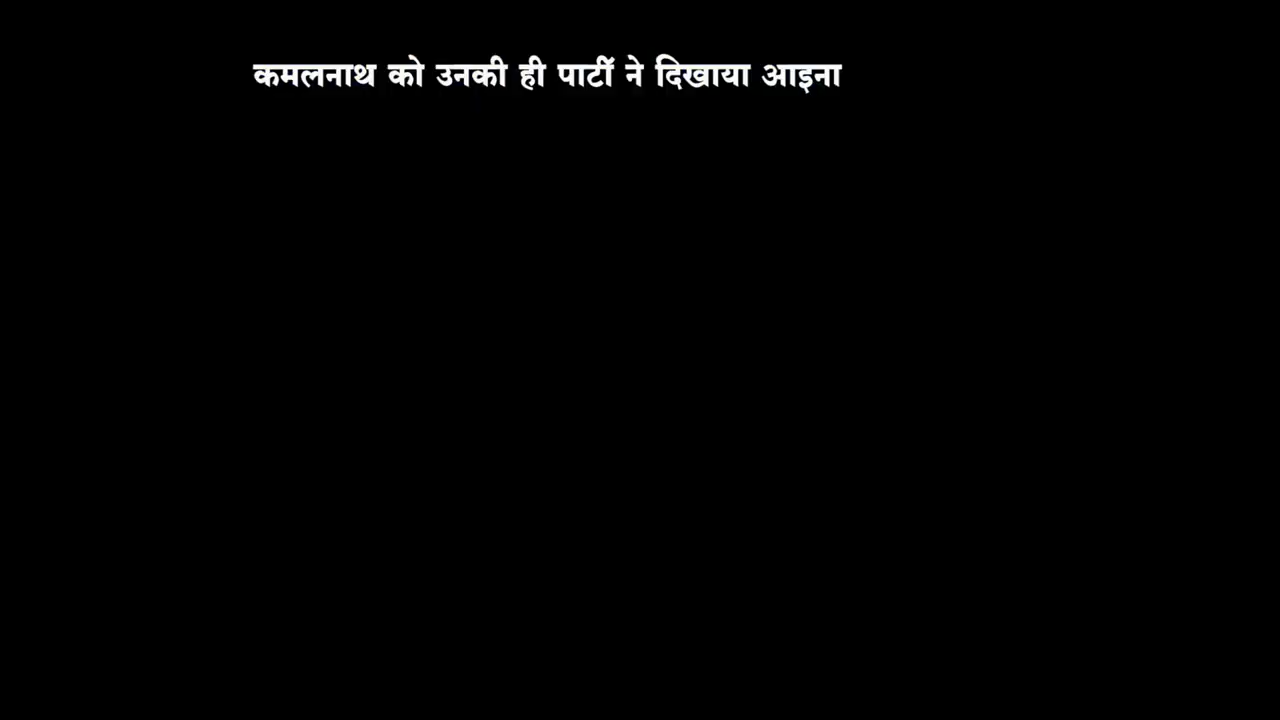 कमलनाथ को उनकी ही पार्टी ने दिखाया आइना